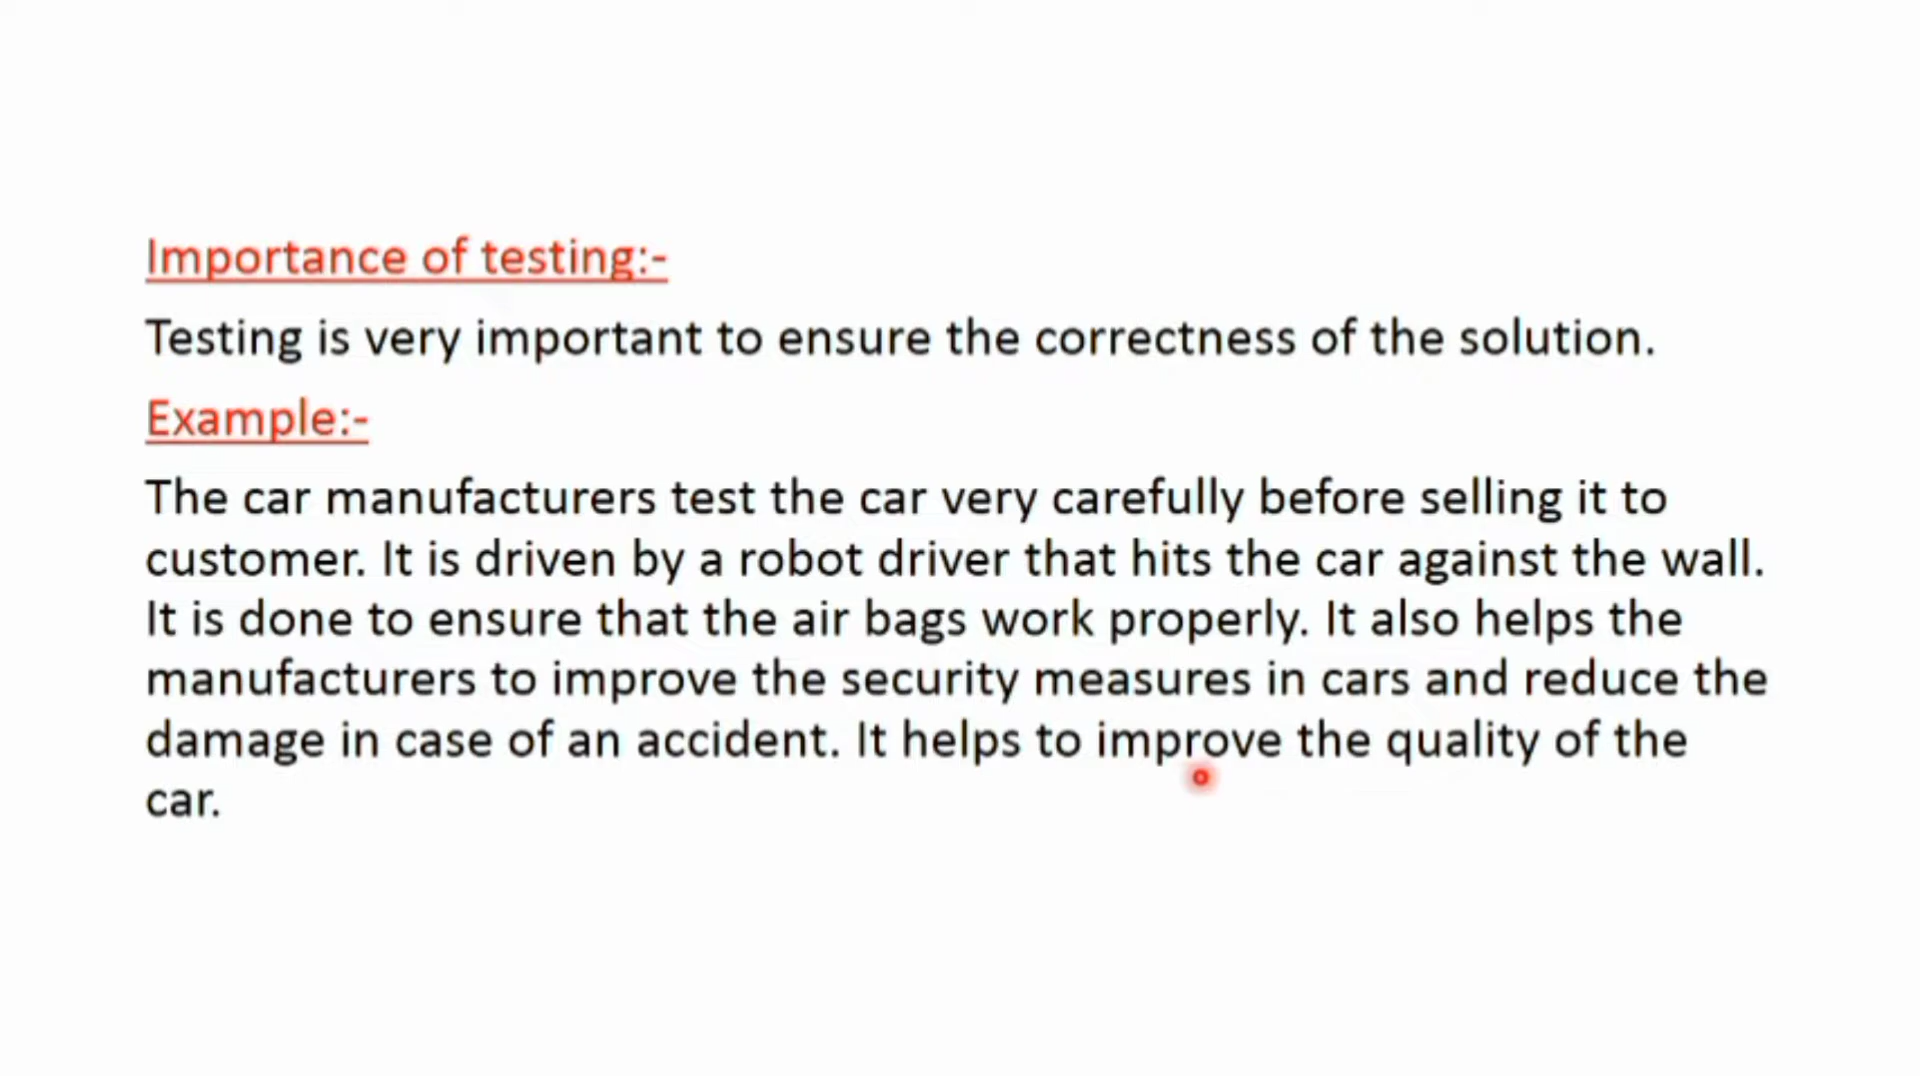 Importance of testing:-
Testing is very important to ensure the correctness of the solution.
Example:-
The car manufacturers test the car very carefully before selling it to
customer. It is driven by a robot driver that hits the car against the wall.
It is done to ensure that the air bags work properly. It also helps the
manufacturers to improve the security measures in cars and reduce the
damage in case of an accident. It helps to improve the quality of the
car.